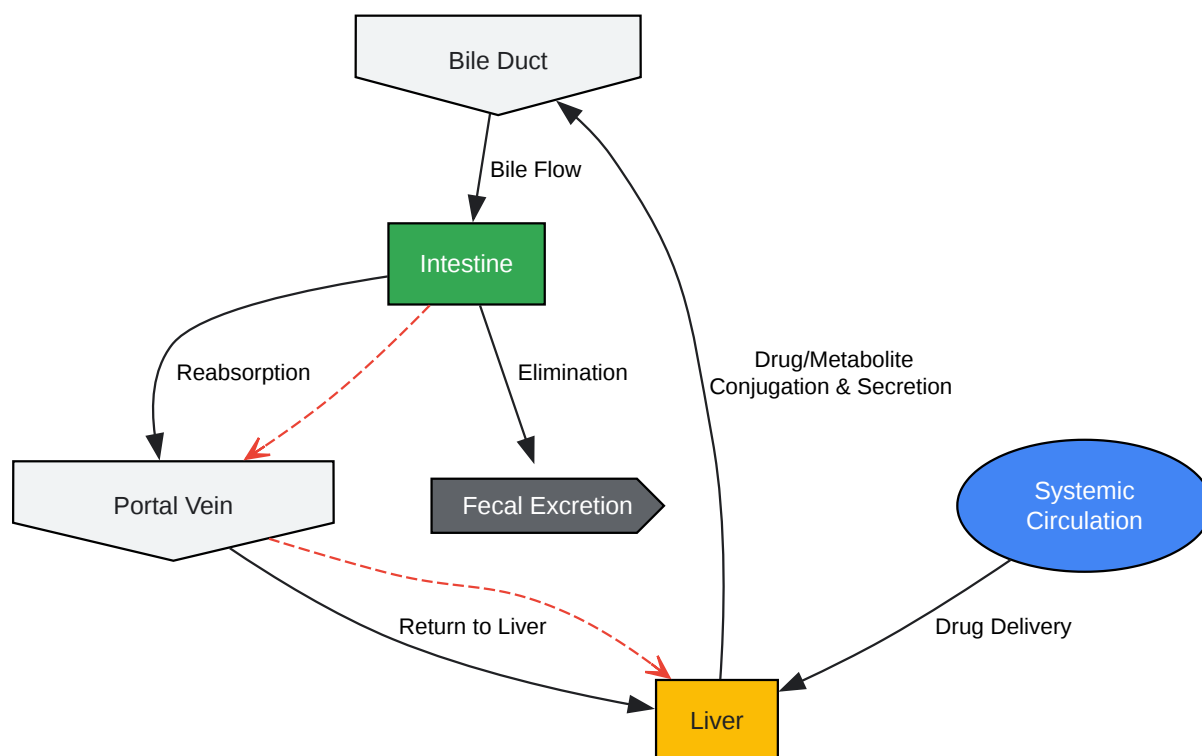 Bile Duct
Bile Flow
Intestine
Reabsorption
Elimination
Drug/Metabolite
Conjugation & Secretion
Portal Vein
Fecal Excretion
Systemic
Circulation
Return to Liver
Drug Delivery
Liver